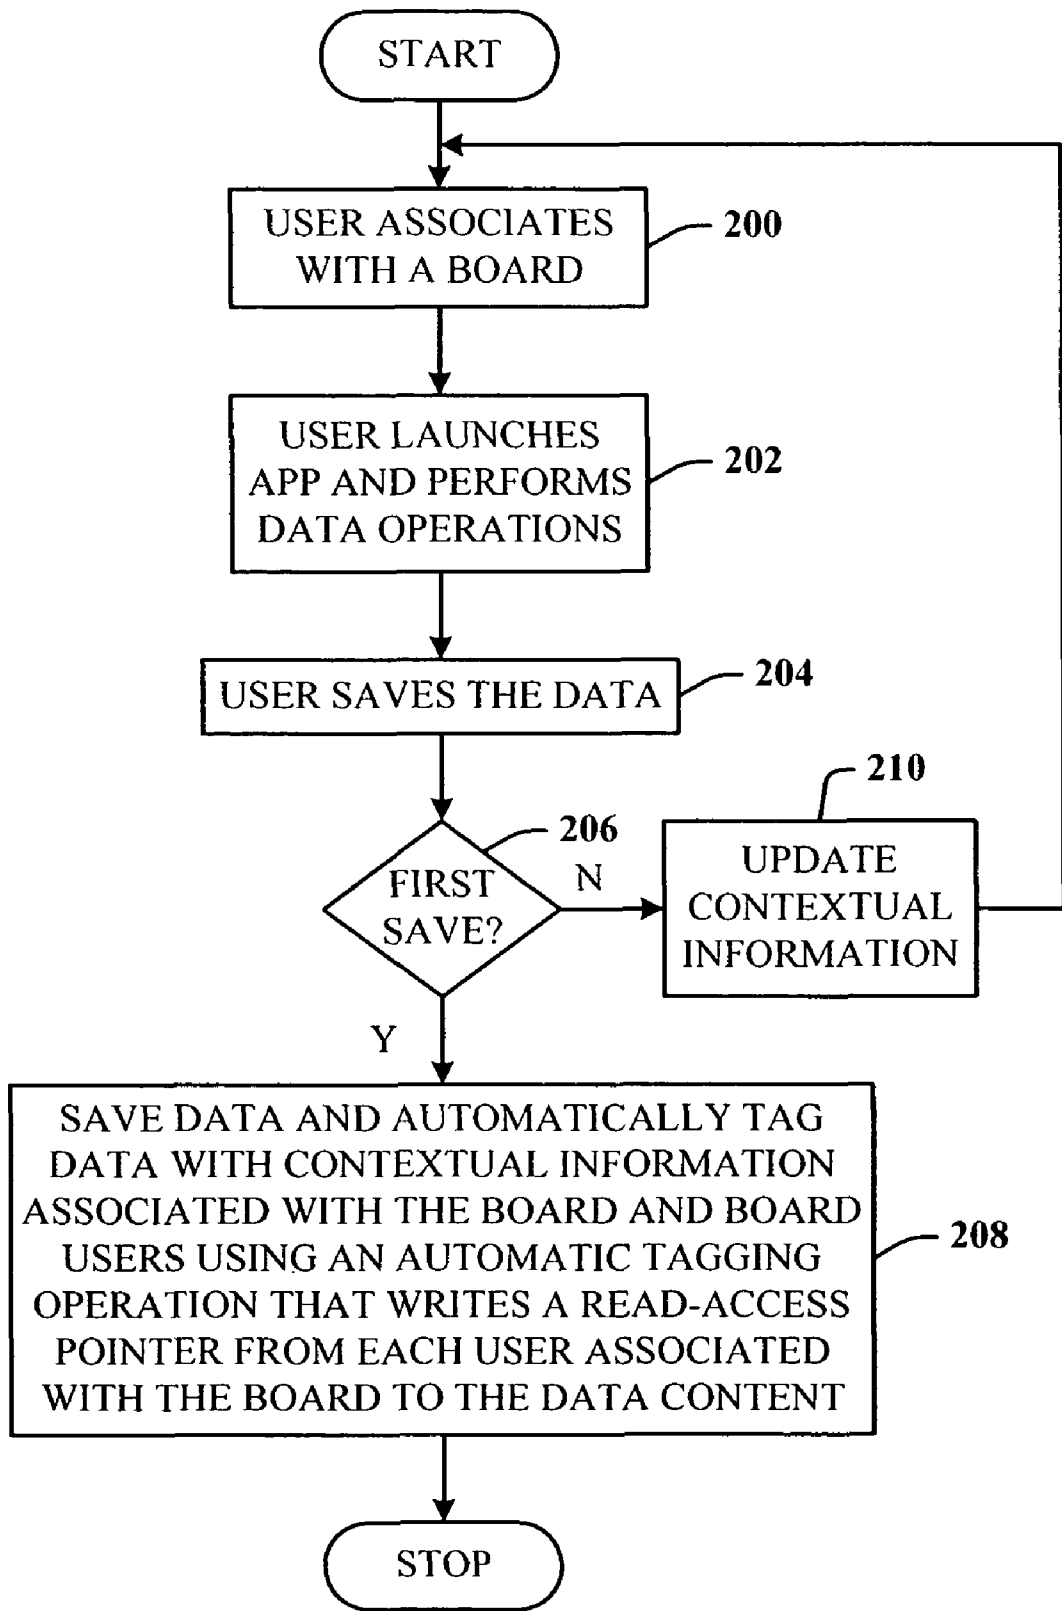 START
USER ASSOCIATES
WITH A BOARD
200
USER LAUNCHES
APP AND PERFORMS
DATA OPERATIONS
202
USER SAVES THE DATA
204
FIRST
SAVE?
206
N
UPDATE
CONTEXTUAL
INFORMATION
210
Y
SAVE DATA AND AUTOMATICALLY TAG
DATA WITH CONTEXTUAL INFORMATION
ASSOCIATED WITH THE BOARD AND BOARD
USERS USING AN AUTOMATIC TAGGING
OPERATION THAT WRITES A READ-ACCESS
POINTER FROM EACH USER ASSOCIATED
WITH THE BOARD TO THE DATA CONTENT
208
STOP